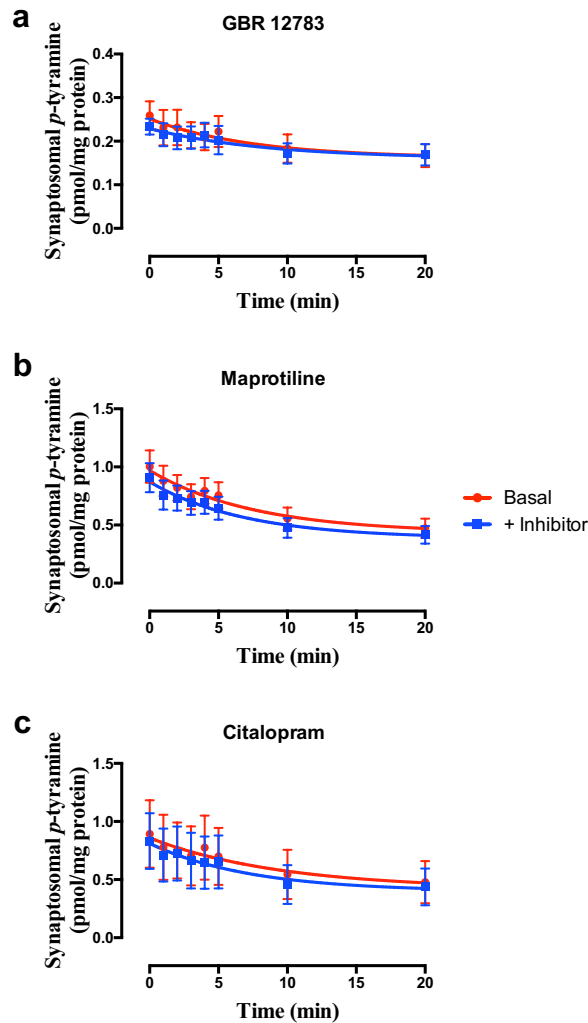 a
GBR 12783
Synaptosomal p-tyramine
(pmol/mg protein)
0.4
0.3
0.2
0.1
0.0
0 5 10 15 20
Time (min)
b
Maprotiline
Synaptosomal p-tyramine
(pmol/mg protein)
1.5
1.0
0.5
0.0
0 5 10 15 20
Time (min)
Basal
+ Inhibitor
c
Citalopram
Synaptosomal p-tyramine
(pmol/mg protein)
1.5
1.0
0.5
0.0
0 5 10 15 20
Time (min)